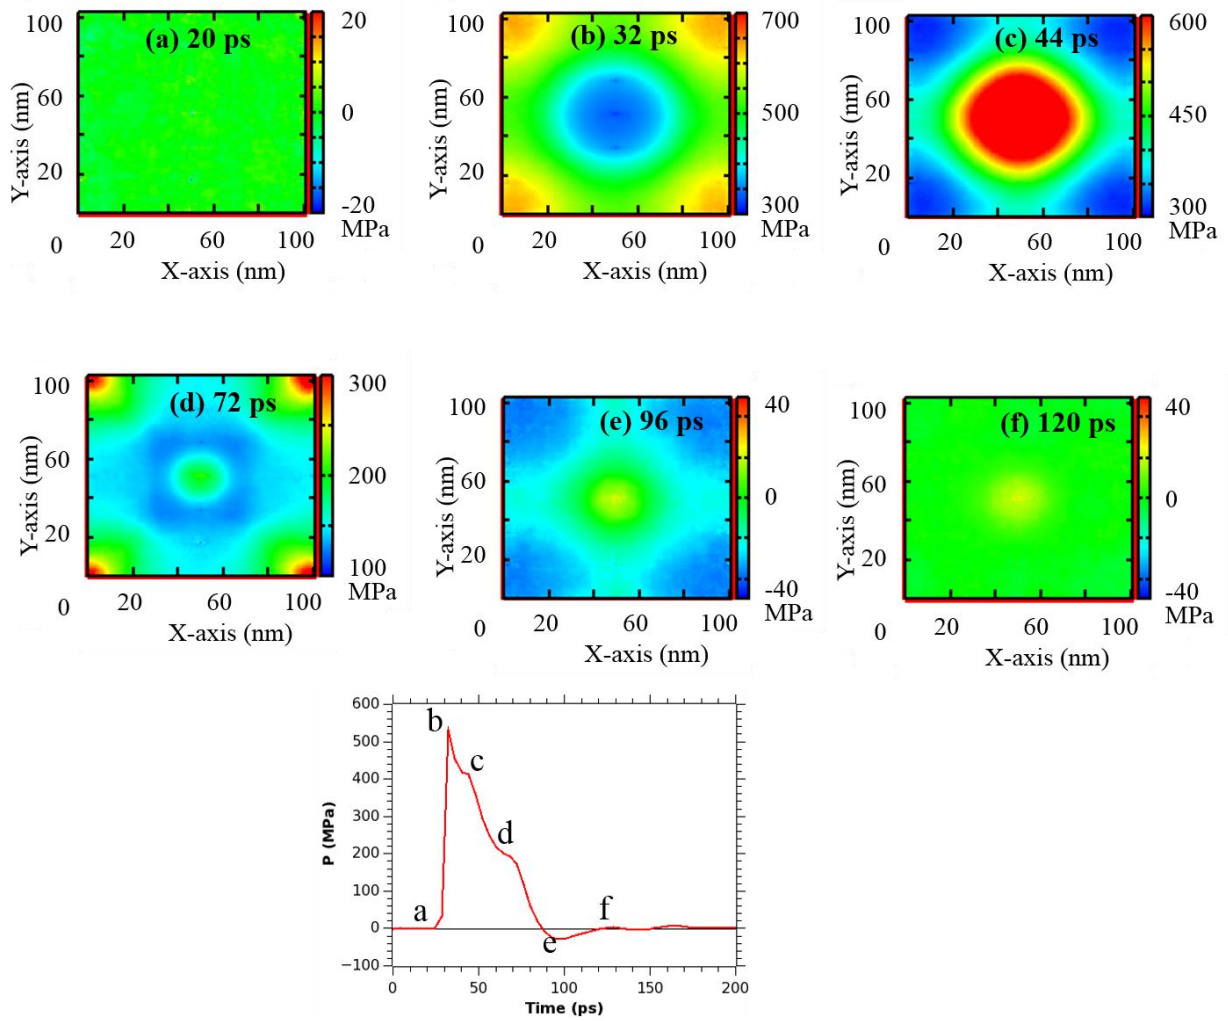 100
60
20
0
20
60
100
Y-axis (nm)
X-axis (nm)
(a) 20 ps
20
0
-20
MPa
100
60
20
0
20
60
100
Y-axis (nm)
X-axis (nm)
(b) 32 ps
700
500
300
MPa
100
60
20
0
20
60
100
Y-axis (nm)
X-axis (nm)
(c) 44 ps
600
450
300
MPa
100
60
20
0
20
60
100
Y-axis (nm)
X-axis (nm)
(d) 72 ps
300
200
100
MPa
100
60
20
0
20
60
100
Y-axis (nm)
X-axis (nm)
(e) 96 ps
40
0
-40
MPa
100
60
20
0
20
60
100
Y-axis (nm)
X-axis (nm)
(f) 120 ps
40
0
-40
MPa
600
500
400
300
200
100
0
−100
P (MPa)
a
b
c
d
e
f
0
50
100
150
200
Time (ps)